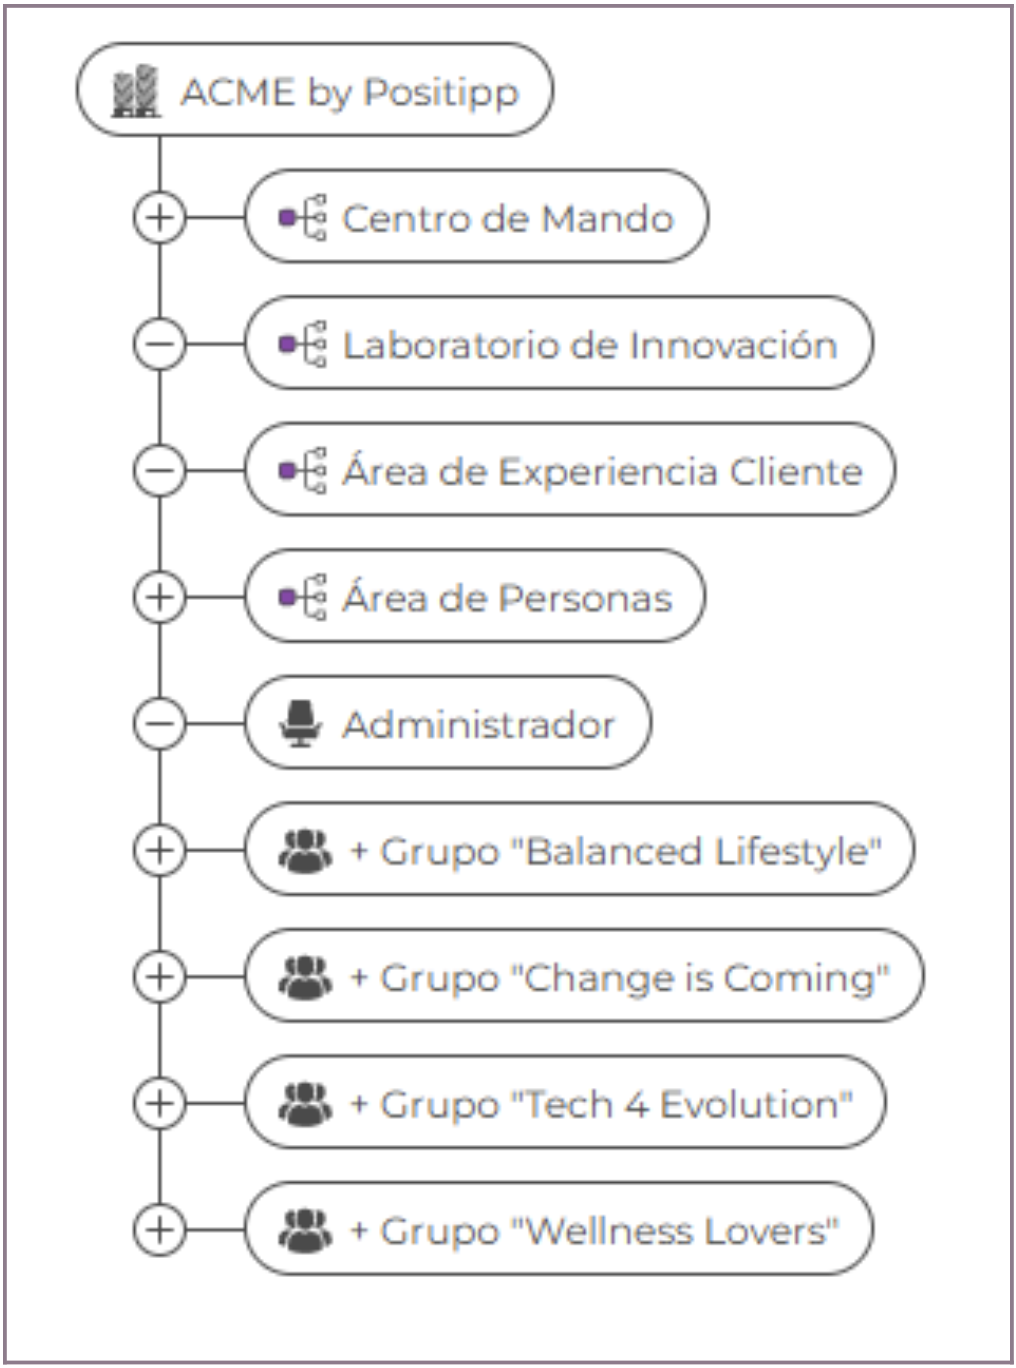 ACME by Positipp
Centro de Mando
Laboratorio de Innovación
Área de Experiencia Cliente
Área de Personas
Administrador
+ Grupo "Balanced Lifestyle"
+ Grupo "Change is Coming"
+ Grupo "Tech 4 Evolution"
+ Grupo "Wellness Lovers"